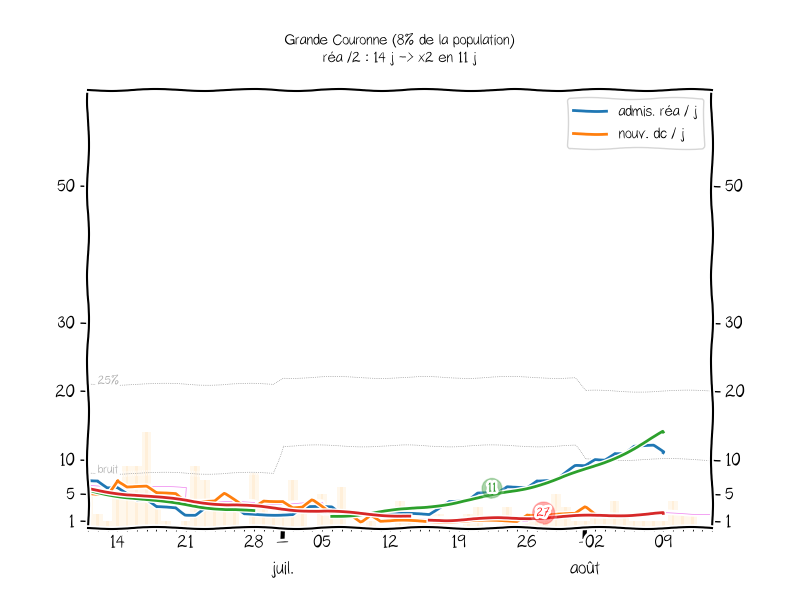 Grande Couronne (8% de la population)
réa /2 : 14 j -> x2 en 11 j
admis. réa / j
nouv. dc / j
50 50
30 30
25%
20 20
bruit
10 10
11
5 5
27
1 1
14 21 28 05 12 19 26 02 09
juil. août